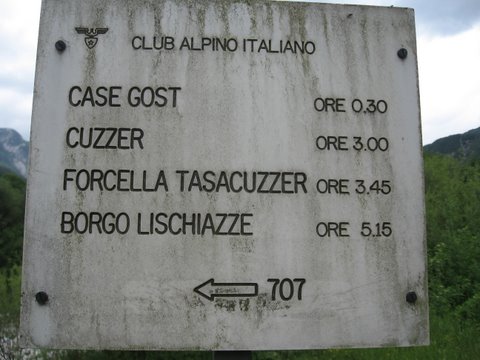 CLUB ALPINO ITALIANO
CASE GOST ORE 0.30
CUZZER ORE 3.00
FORCELLA TASACUZZER ORE 3.45
BORGO LISCHIAZZE ORE 5.15
707